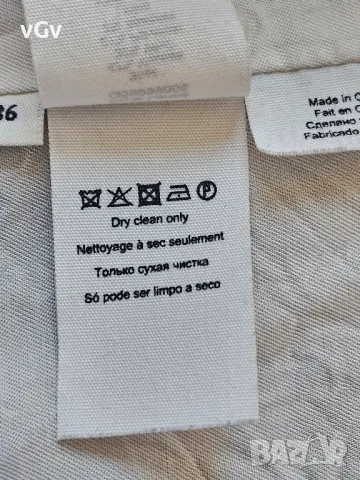 vGv
36
Made in
Fait en
Сделано
Fabricado
P
Dry clean only
Nettoyage à sec seulement
Только сухая чистка
Só pode ser limpo a seco
BAZAR